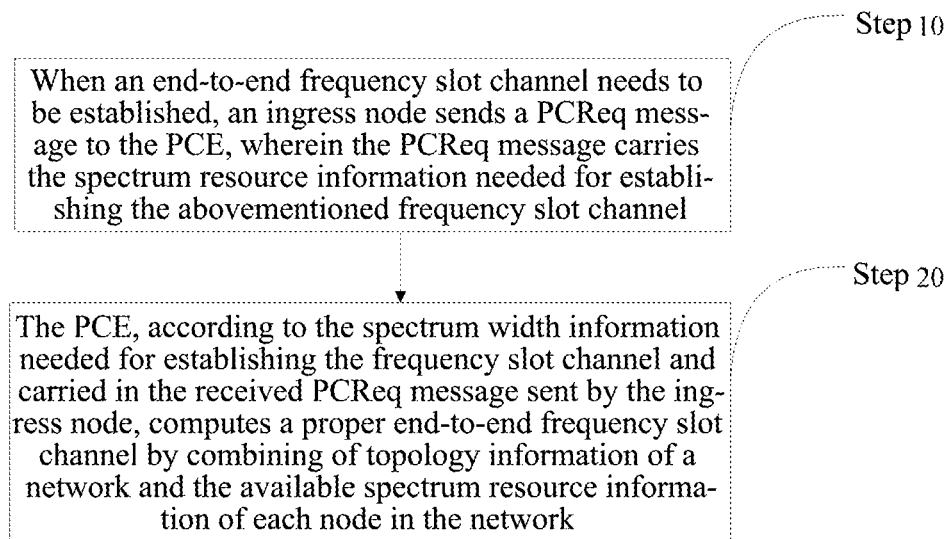 Step 10
When an end-to-end frequency slot channel needs to
be established, an ingress node sends a PCReq mess-
age to the PCE, wherein the PCReq message carries
the spectrum resource information needed for establi-
shing the abovementioned frequency slot channel
Step 20
The PCE, according to the spectrum width information
needed for establishing the frequency slot channel and
carried in the received PCReq message sent by the ing-
ress node, computes a proper end-to-end frequency slot
channel by combining of topology information of a
network and the available spectrum resource informa-
tion of each node in the network